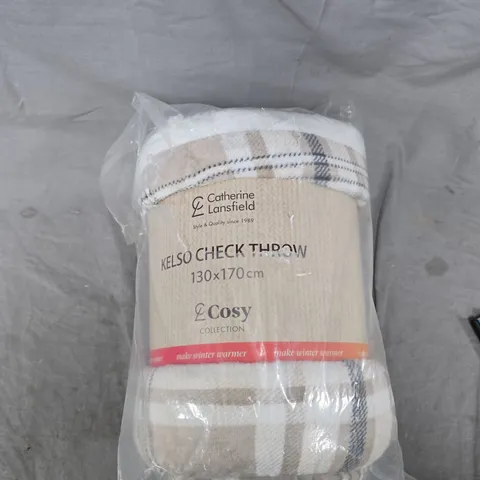 Catherine
Lansfield
Style & Quality since 1989
KELSO CHECK THROW
130x170cm
Cosy
COLLECTION
make winter warmer make winter warmer